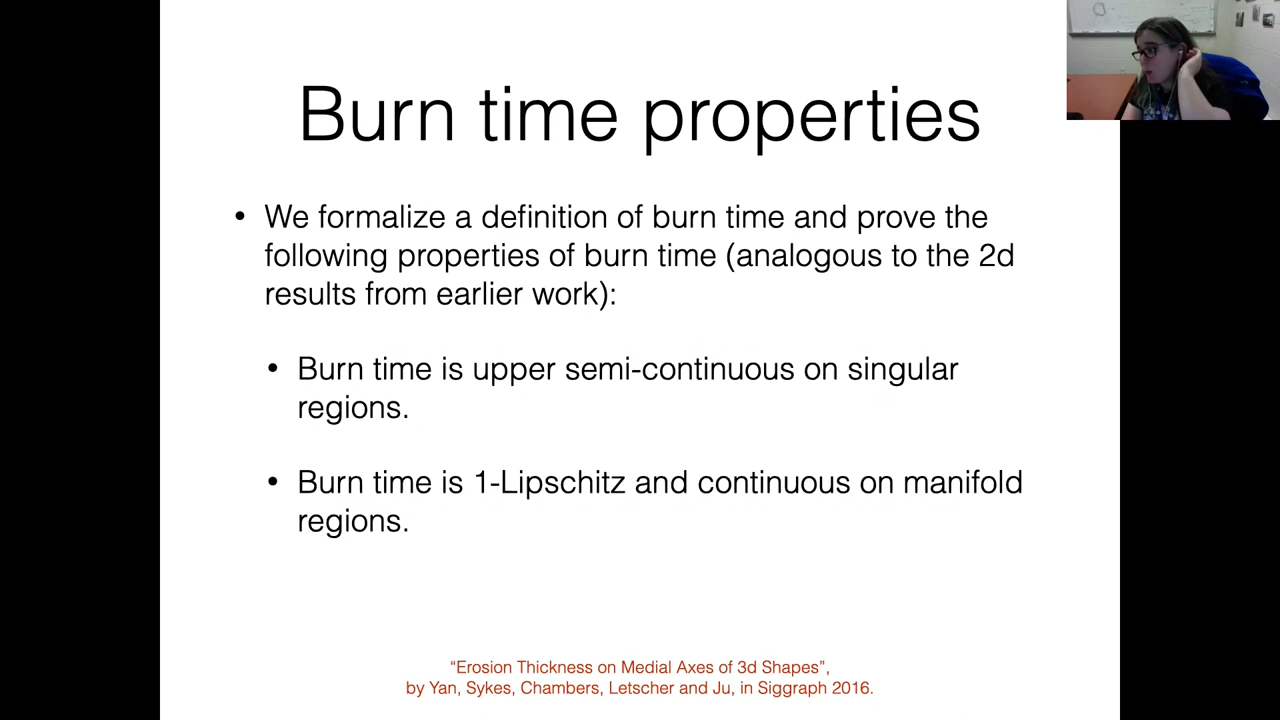 Burn time properties
• We formalize a definition of burn time and prove the
following properties of burn time (analogous to the 2d
results from earlier work):
• Burn time is upper semi-continuous on singular
regions.
• Burn time is 1-Lipschitz and continuous on manifold
regions.
“Erosion Thickness on Medial Axes of 3d Shapes”,
by Yan, Sykes, Chambers, Letscher and Ju, in Siggraph 2016.